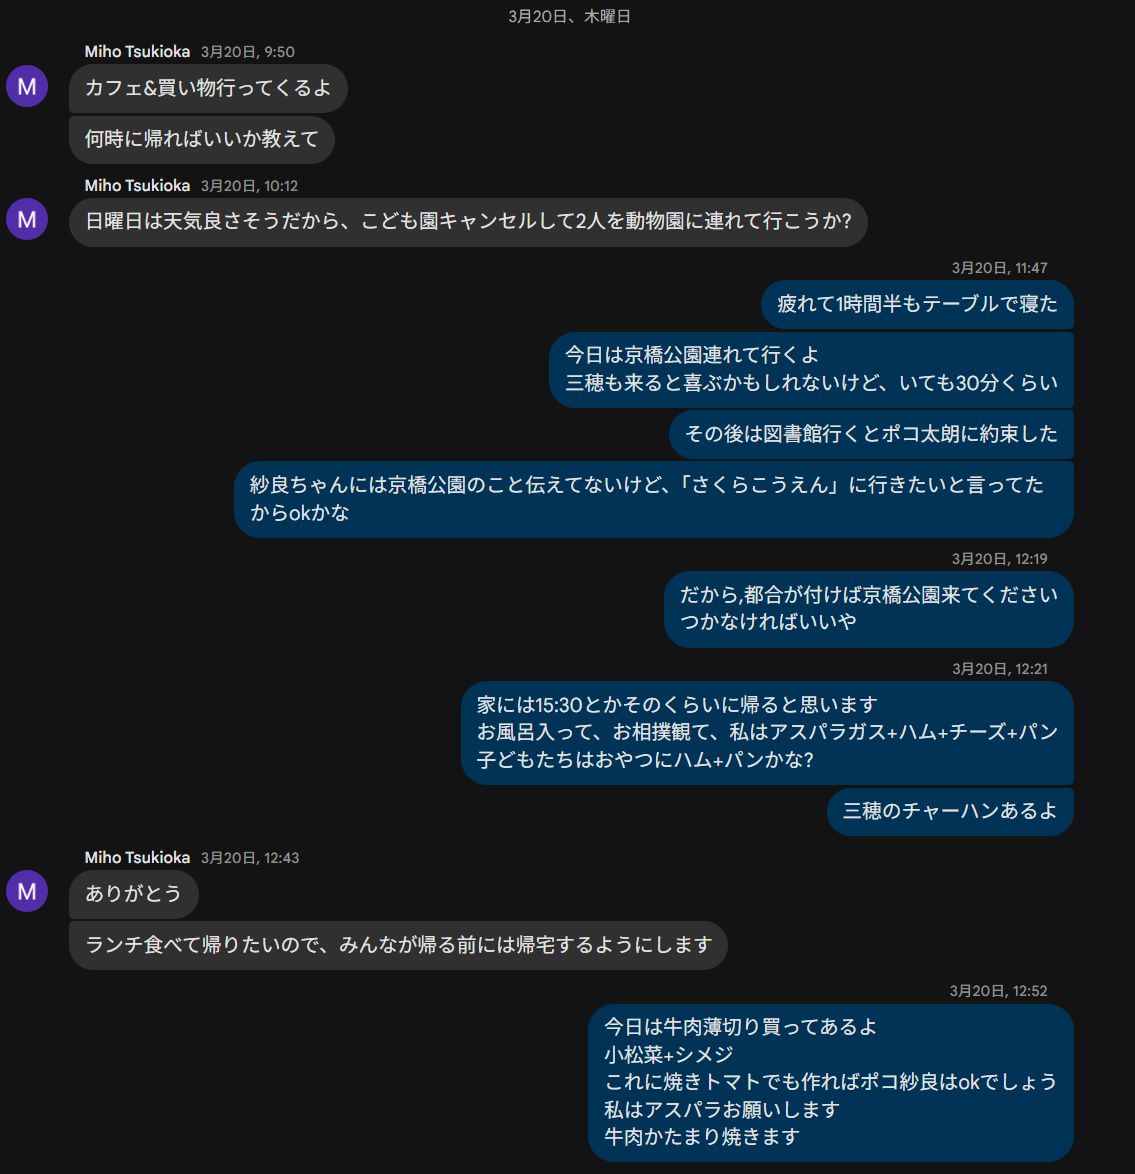 3月20日、木曜日
Miho Tsukioka 3月20日, 9:50
M
カフェ&買い物行ってくるよ
何時に帰ればいいか教えて
Miho Tsukioka 3月20日, 10:12
M
日曜日は天気良さそうだから、こども園キャンセルして2人を動物園に連れて行こうか?
3月20日, 11:47
疲れて1時間半もテーブルで寝た
今日は京橋公園連れて行くよ
三穂も来ると喜ぶかもしれないけど、いても30分くらい
その後は図書館行くとポコ太朗に約束した
紗良ちゃんには京橋公園のこと伝えてないけど、「さくらこうえん」に行きたいと言ってた
からokかな
3月20日, 12:19
だから,都合が付けば京橋公園来てください
つかなければいいや
3月20日, 12:21
家には15:30とかそのくらいに帰ると思います
お風呂入って、お相撲観て、私はアスパラガス+ハム+チーズ+パン
子どもたちはおやつにハム+パンかな?
三穂のチャーハンあるよ
Miho Tsukioka 3月20日, 12:43
M
ありがとう
ランチ食べて帰りたいので、みんなが帰る前には帰宅するようにします
3月20日, 12:52
今日は牛肉薄切り買ってあるよ
小松菜+シメジ
これに焼きトマトでも作ればポコ紗良はokでしょう
私はアスパラお願いします
牛肉かたまり焼きます